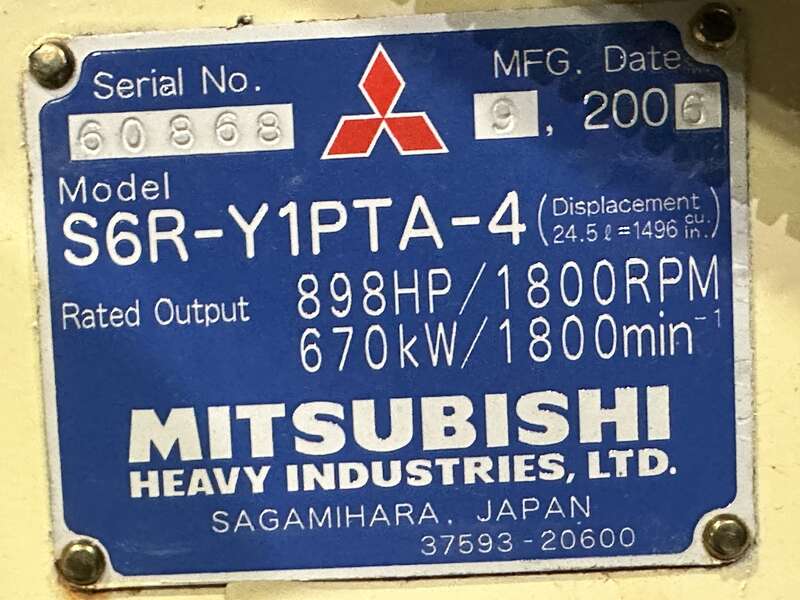 Serial No.
60868
MFG. Date
9, 2006
Model
S6R-Y1PTA-4 (Displacement 24.5ℓ=1496 cu. in.)
Rated Output 898HP/1800RPM
670kW/1800min⁻¹
MITSUBISHI
HEAVY INDUSTRIES, LTD.
SAGAMIHARA, JAPAN
37593-20600